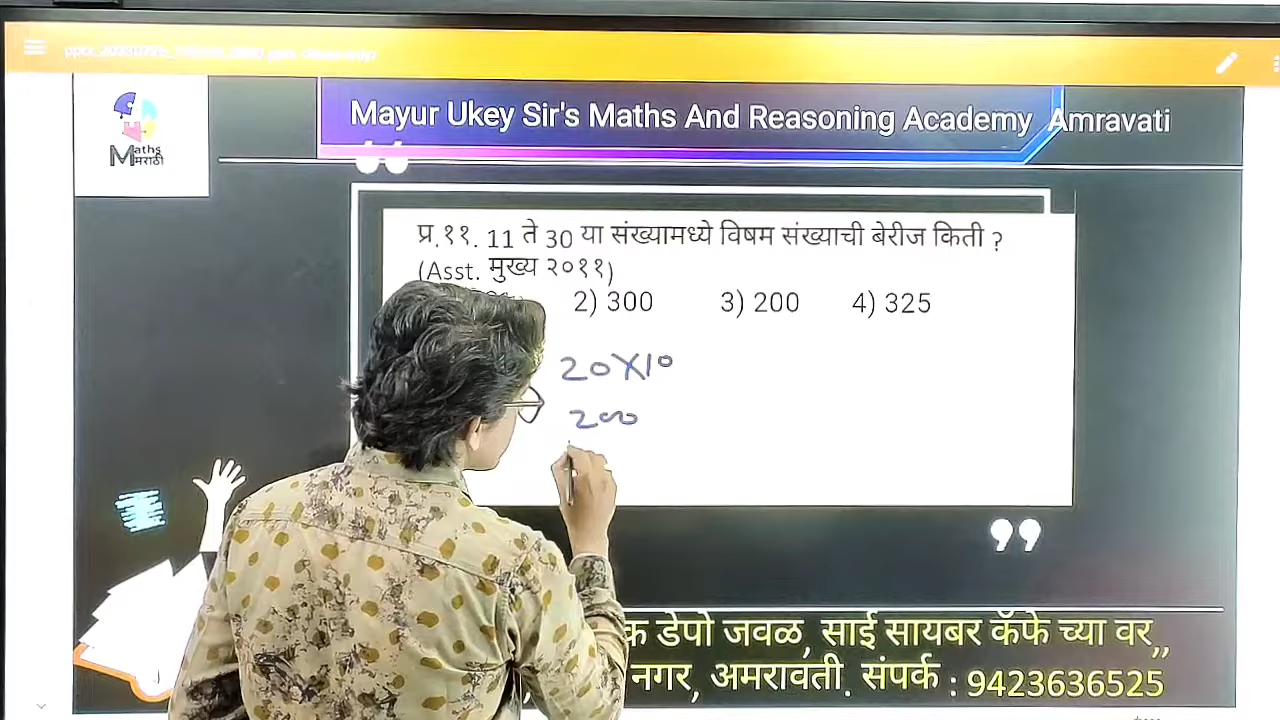 Mayur Ukey Sir's Maths And Reasoning Academy Amravati
Maths
मराठी
प्र.११. 11 ते 30 या संख्यामध्ये विषम संख्याची बेरीज किती ?
(Asst. मुख्य २०११)
2) 300 3) 200 4) 325
20X10
200
डेपो जवळ, साई सायबर कॅफे च्या वर,,
नगर, अमरावती. संपर्क : 9423636525